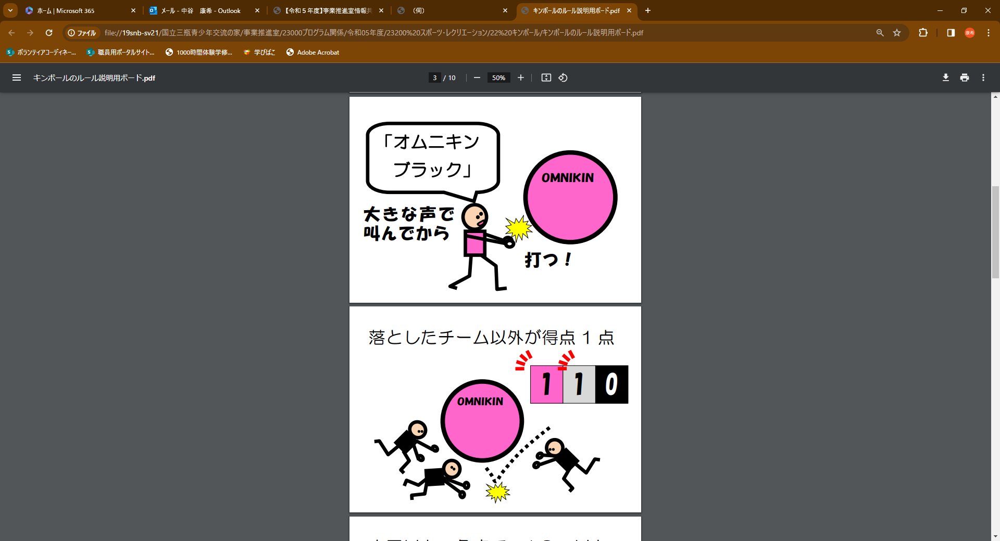 ホーム | Microsoft 365
メール - 中谷　康希 - Outlook
【令和５年度】事業推進室情報共
（伺）
キンボールのルール説明用ボード.pdf
ファイル
file://19snb-sv21/国立三瓶青少年交流の家/事業推進室/23000プログラム関係/令和05年度/23200%20スポーツ・レクリエーション/22%20キンボール/キンボールのルール説明用ボード.pdf
康希
ボランティアコーディネー...
職員用ポータルサイト...
1000時間体験学修...
学びばこ
Adobe Acrobat
キンボールのルール説明用ボード.pdf
3 / 10
50%
「オムニキン
ブラック」
OMNIKIN
大きな声で
叫んでから
打つ！
落としたチーム以外が得点１点
1 1 0
OMNIKIN